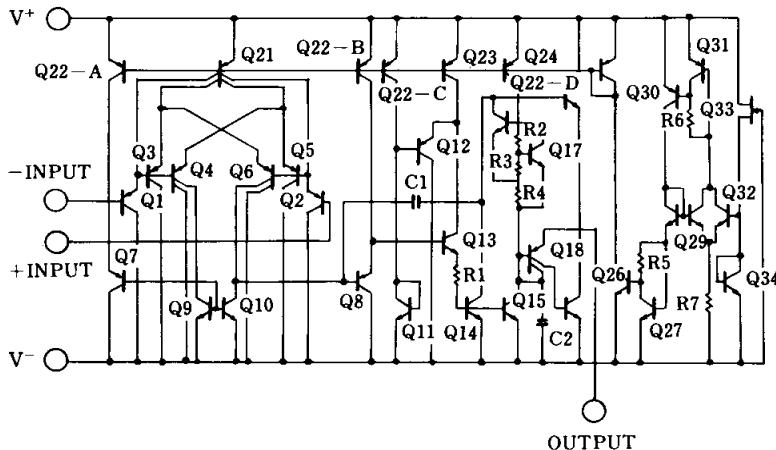 V+
Q21 Q22-B Q23 Q24 Q31
Q22-A Q22-C Q22-D Q30 Q33
R6
R2
Q3 Q4 Q6 Q5 Q12 R3 Q17
-INPUT
C1 R4 Q32
Q1 Q2
Q13 Q18 Q29
+INPUT
Q7 R1 Q26 R5 Q34
Q9 Q10 Q8 Q15 R7
Q11 Q14 C2 Q27
V-
OUTPUT